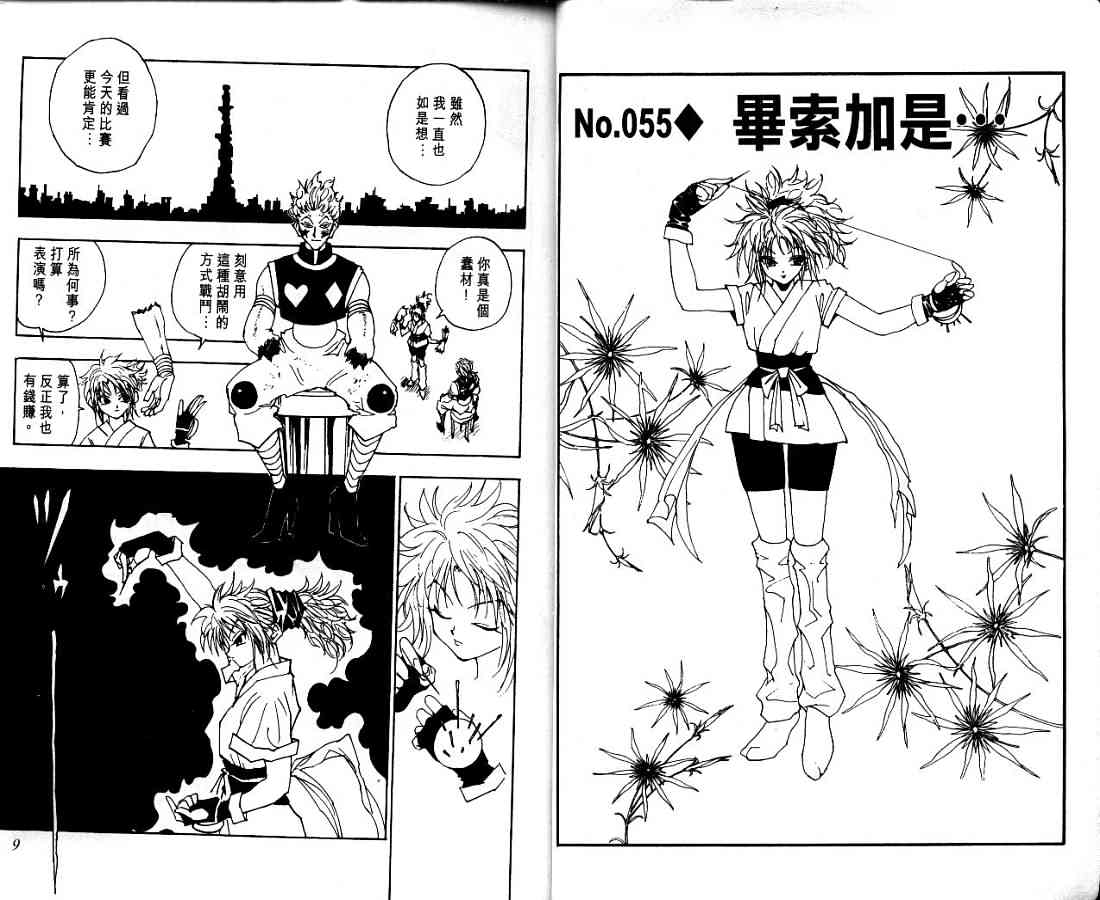 No.055◆ 畢索加是•••
雖然
我一直也
如是想…
但看過
今天的比賽
更能肯定…
你真是個
蠢材！
刻意用
這種胡鬧的
方式戰鬥…
所為何事？
打算
表演嗎？
算了，
反正我也
有錢賺。
9